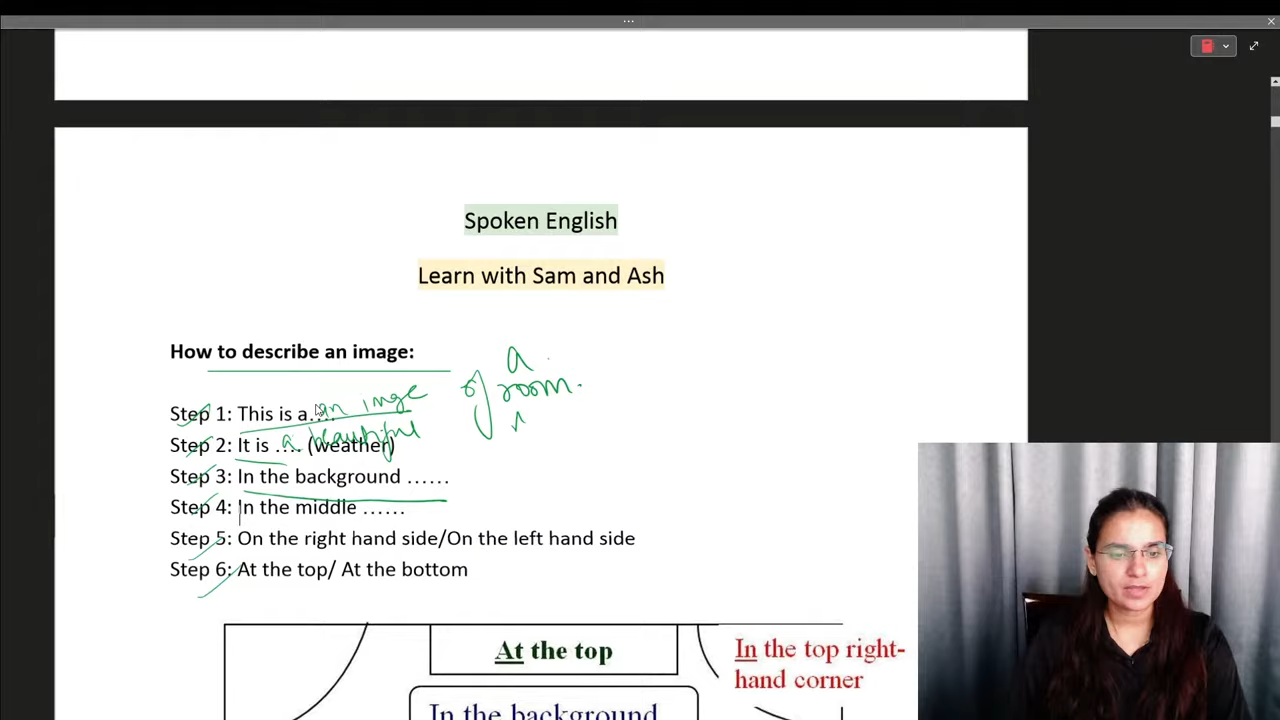 Spoken English
Learn with Sam and Ash
How to describe an image:
a
of room.
an imge
Step 1: This is a....
a beautiful
Step 2: It is .... (weather)
Step 3: In the background ......
Step 4: In the middle ......
Step 5: On the right hand side/On the left hand side
Step 6: At the top/ At the bottom
At the top
In the top right-
hand corner
In the background